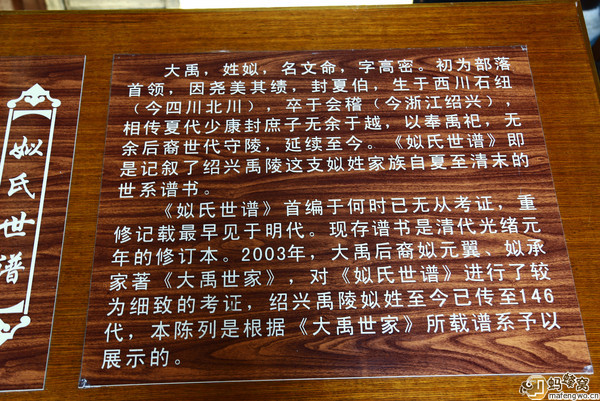 大禹，姓姒，名文命，字高密。初为部落
首领，因尧美其绩，封夏伯，生于西川石纽
（今四川北川），卒于会稽（今浙江绍兴），
相传夏代少康封庶子无余于越，以奉禹祀，无
余后裔世代守陵，延续至今。《姒氏世谱》即
是记叙了绍兴禹陵这支姒姓家族自夏至清末的
世系谱书。
《姒氏世谱》首编于何时已无从考证，重
修记载最早见于明代。现存谱书是清代光绪元
年的修订本。2003年，大禹后裔姒元翼、姒承
家著《大禹世家》，对《姒氏世谱》进行了较
为细致的考证，绍兴禹陵姒姓至今已传至146
代，本陈列是根据《大禹世家》所载谱系予以
展示的。
姒氏世谱
蚂蜂窝
mafengwo.cn